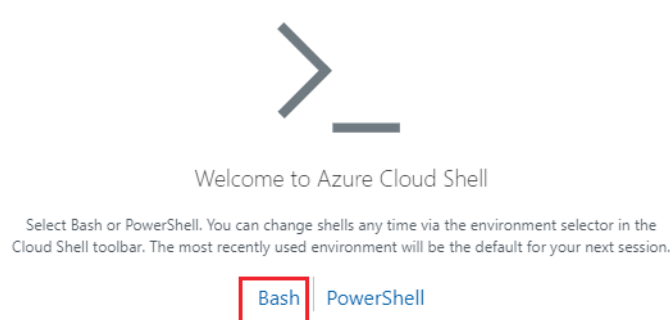 Welcome to Azure Cloud Shell
Select Bash or PowerShell. You can change shells any time via the environment selector in the
Cloud Shell toolbar. The most recently used environment will be the default for your next session.
Bash PowerShell